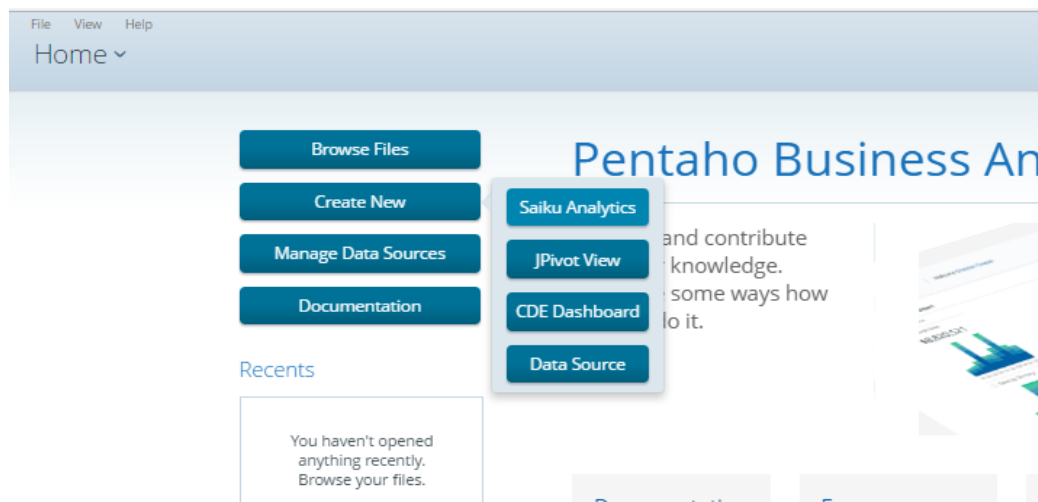 File View Help
Home
Browse Files
Create New
Manage Data Sources
Documentation
Saiku Analytics
JPivot View
CDE Dashboard
Data Source
Pentaho Business An
and contribute
knowledge.
some ways how
do it.
Recents
You haven't opened
anything recently.
Browse your files.